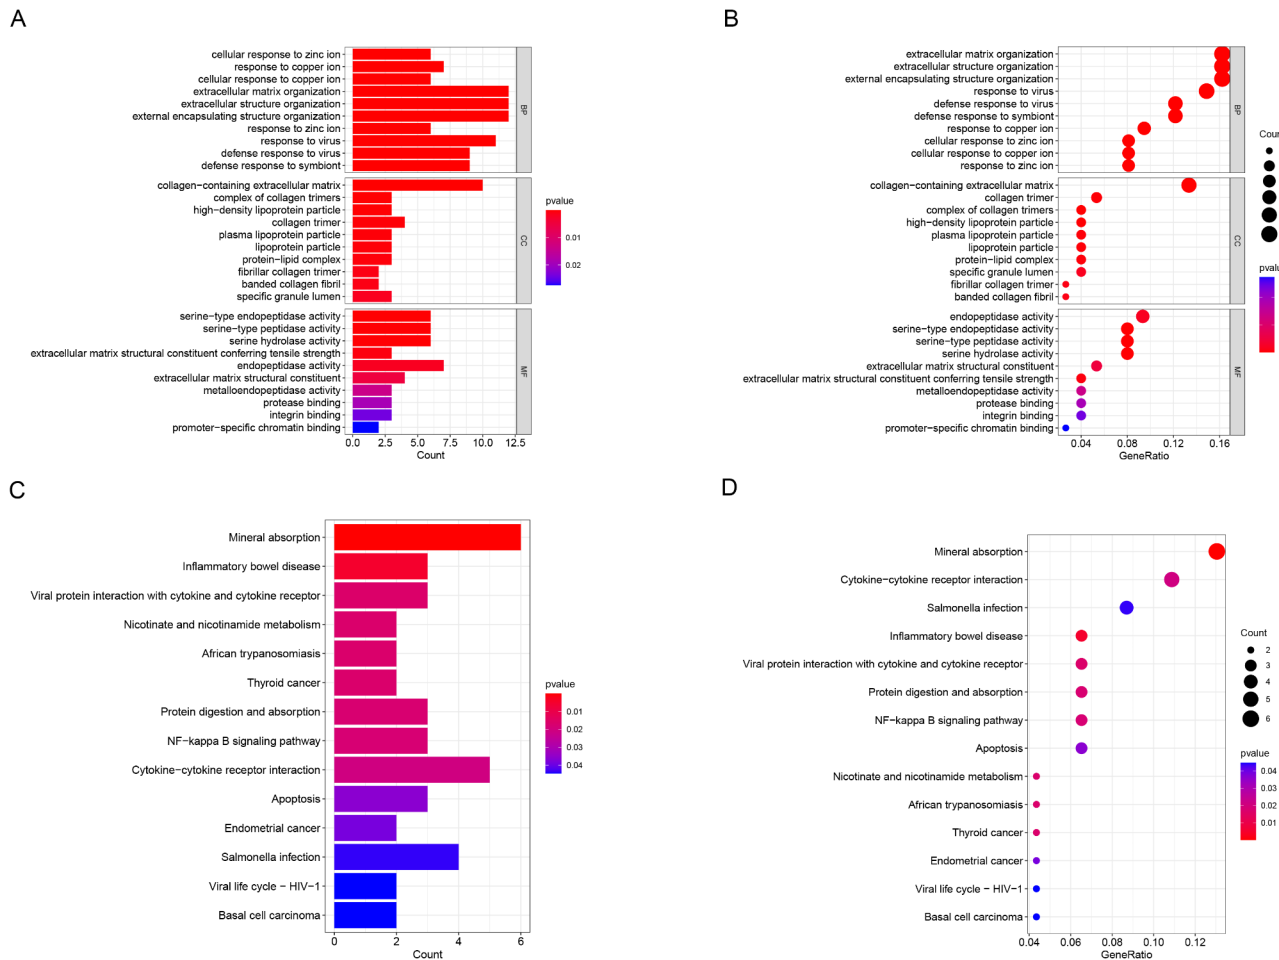 A
cellular response to zinc ion
response to copper ion
cellular response to copper ion
extracellular matrix organization
extracellular structure organization
external encapsulating structure organization
response to zinc ion
response to virus
defense response to virus
defense response to symbiont
BP
collagen−containing extracellular matrix
complex of collagen trimers
high−density lipoprotein particle
collagen trimer
plasma lipoprotein particle
lipoprotein particle
protein−lipid complex
fibrillar collagen trimer
banded collagen fibril
specific granule lumen
CC
serine−type endopeptidase activity
serine−type peptidase activity
serine hydrolase activity
extracellular matrix structural constituent conferring tensile strength
endopeptidase activity
extracellular matrix structural constituent
metalloendopeptidase activity
protease binding
integrin binding
promoter−specific chromatin binding
MF
0.0 2.5 5.0 7.5 10.0 12.5
Count
pvalue
0.01
0.02
B
extracellular matrix organization
extracellular structure organization
external encapsulating structure organization
response to virus
defense response to virus
defense response to symbiont
response to copper ion
cellular response to zinc ion
cellular response to copper ion
response to zinc ion
BP
collagen−containing extracellular matrix
collagen trimer
complex of collagen trimers
high−density lipoprotein particle
plasma lipoprotein particle
lipoprotein particle
protein−lipid complex
specific granule lumen
fibrillar collagen trimer
banded collagen fibril
CC
endopeptidase activity
serine−type endopeptidase activity
serine−type peptidase activity
serine hydrolase activity
extracellular matrix structural constituent
extracellular matrix structural constituent conferring tensile strength
metalloendopeptidase activity
protease binding
integrin binding
promoter−specific chromatin binding
MF
0.04 0.08 0.12 0.16
GeneRatio
Coun
pvalu
C
Mineral absorption
Inflammatory bowel disease
Viral protein interaction with cytokine and cytokine receptor
Nicotinate and nicotinamide metabolism
African trypanosomiasis
Thyroid cancer
Protein digestion and absorption
NF−kappa B signaling pathway
Cytokine−cytokine receptor interaction
Apoptosis
Endometrial cancer
Salmonella infection
Viral life cycle − HIV−1
Basal cell carcinoma
0 2 4 6
Count
pvalue
0.01
0.02
0.03
0.04
D
Mineral absorption
Cytokine−cytokine receptor interaction
Salmonella infection
Inflammatory bowel disease
Viral protein interaction with cytokine and cytokine receptor
Protein digestion and absorption
NF−kappa B signaling pathway
Apoptosis
Nicotinate and nicotinamide metabolism
African trypanosomiasis
Thyroid cancer
Endometrial cancer
Viral life cycle − HIV−1
Basal cell carcinoma
0.04 0.06 0.08 0.10 0.12
GeneRatio
Count
2
3
4
5
6
pvalue
0.04
0.03
0.02
0.01